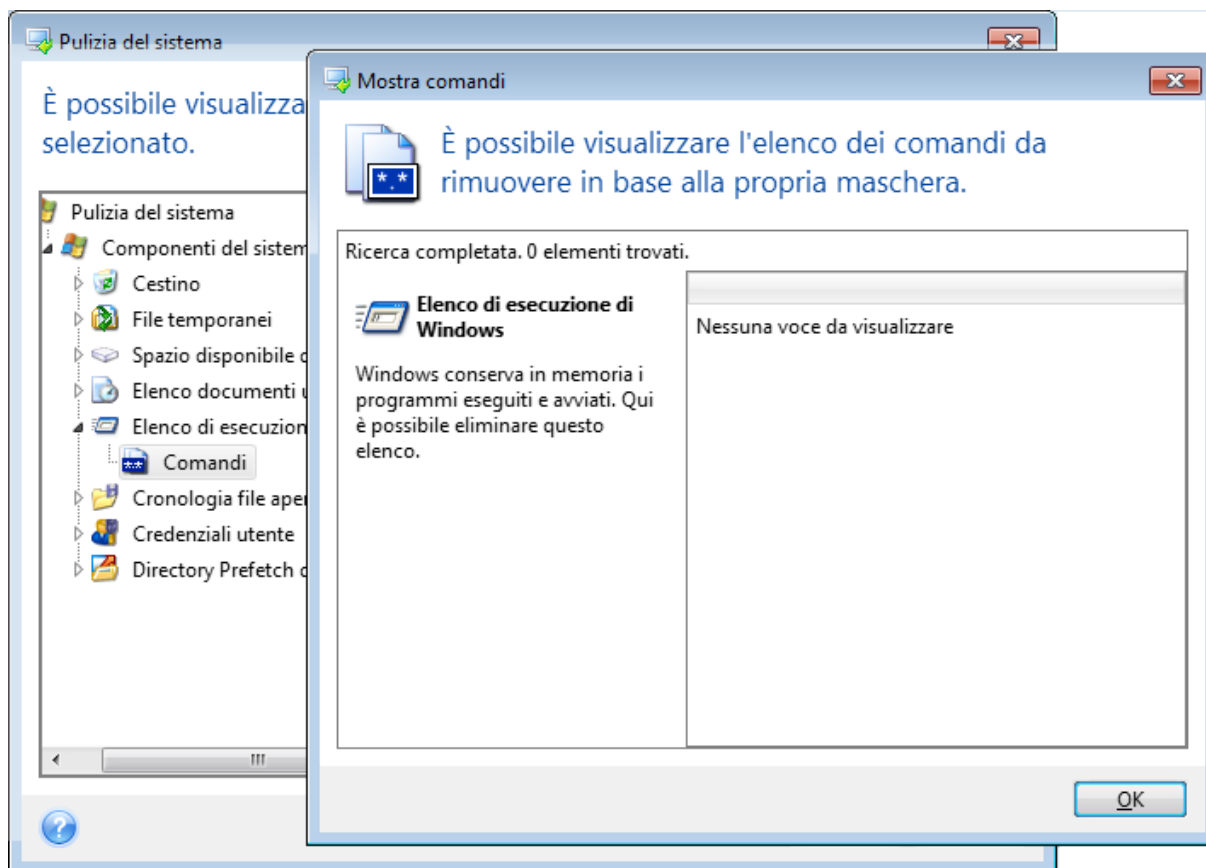 Pulizia del sistema
È possibile visualizza
selezionato.
Pulizia del sistema
Componenti del sistem
Cestino
File temporanei
Spazio disponibile
Elenco documenti
Elenco di esecuzion
Comandi
Cronologia file aper
Credenziali utente
Directory Prefetch
Mostra comandi
È possibile visualizzare l'elenco dei comandi da
rimuovere in base alla propria maschera.
*.*
Ricerca completata. 0 elementi trovati.
Elenco di esecuzione di
Windows
Windows conserva in memoria i
programmi eseguiti e avviati. Qui
è possibile eliminare questo
elenco.
Nessuna voce da visualizzare
OK